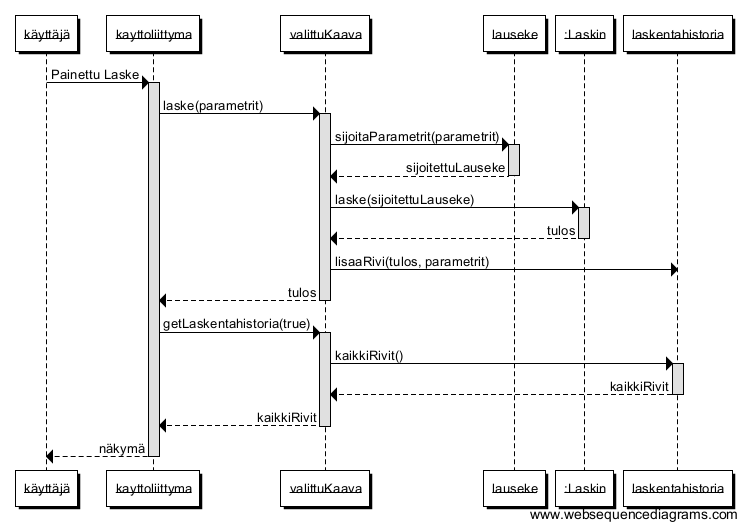 käyttäjä
kayttoliittyma
valittuKaava
lauseke
:Laskin
laskentahistoria
Painettu Laske
laske(parametrit)
sijoitaParametrit(parametrit)
sijoitettuLauseke
laske(sijoitettuLauseke)
tulos
lisaaRivi(tulos, parametrit)
tulos
getLaskentahistoria(true)
kaikkiRivit()
kaikkiRivit
kaikkiRivit
näkymä
käyttäjä
kayttoliittyma
valittuKaava
lauseke
:Laskin
laskentahistoria
www.websequencediagrams.com